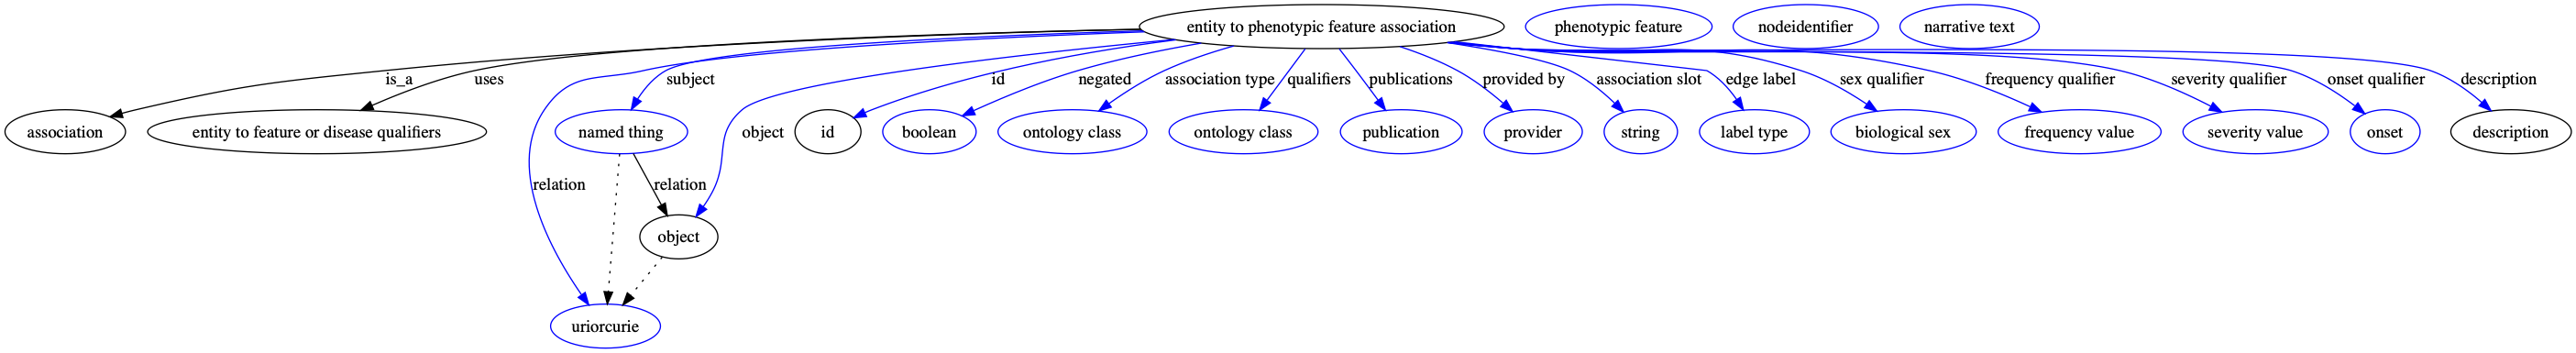 entity to phenotypic feature association
phenotypic feature
nodeidentifier
narrative text
is_a
uses
subject
id
negated
association type
qualifiers
publications
provided by
association slot
edge label
sex qualifier
frequency qualifier
severity qualifier
onset qualifier
description
association
entity to feature or disease qualifiers
named thing
object
id
boolean
ontology class
ontology class
publication
provider
string
label type
biological sex
frequency value
severity value
onset
description
relation
relation
object
uriorcurie